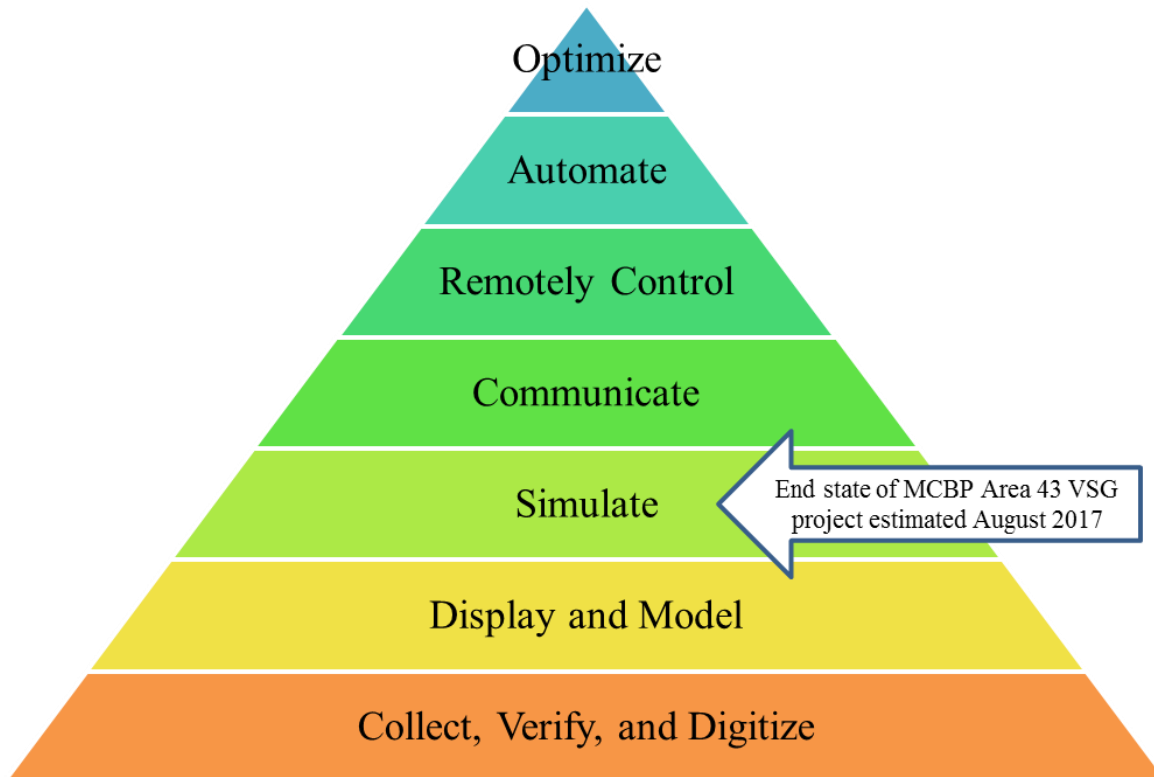 Optimize
Automate
Remotely Control
Communicate
Simulate
End state of MCBP Area 43 VSG
project estimated August 2017
Display and Model
Collect, Verify, and Digitize